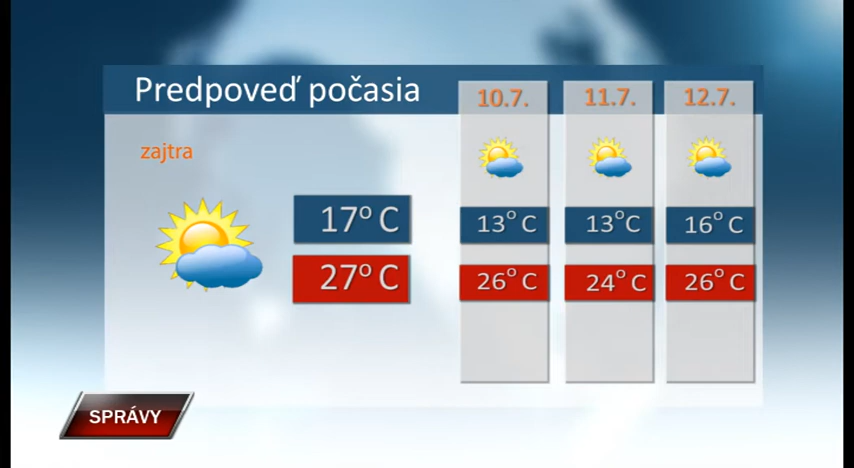 Predpoveď počasia
zajtra
17° C
27° C
10.7.
13° C
26° C
11.7.
13°C
24° C
12.7.
16° C
26° C
SPRÁVY